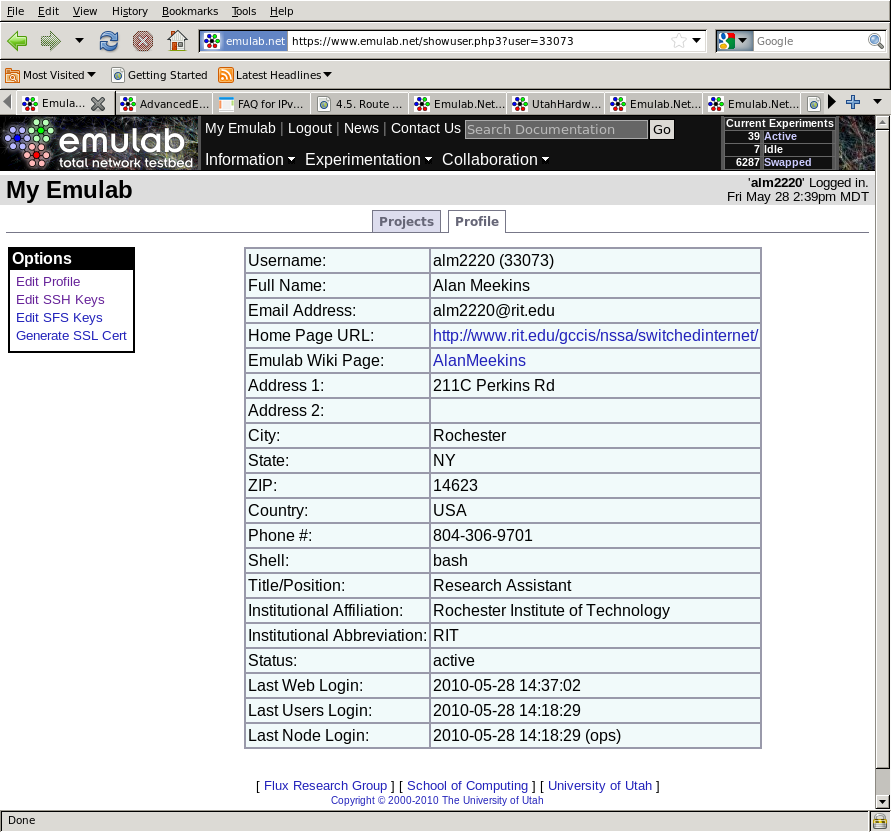 File Edit View History Bookmarks Tools Help
emulab.net https://www.emulab.net/showuser.php3?user=33073 Google
Most Visited Getting Started Latest Headlines
Emula... AdvancedE... FAQ for IPv... 4.5. Route ... Emulab.Net... UtahHardw... Emulab.Net... Emulab.Net...
emulab
total network testbed
My Emulab | Logout | News | Contact Us Search Documentation Go
Information Experimentation Collaboration
Current Experiments
39 Active
7 Idle
6287 Swapped
My Emulab
'alm2220' Logged in.
Fri May 28 2:39pm MDT
Projects Profile
Options
Edit Profile
Edit SSH Keys
Edit SFS Keys
Generate SSL Cert
Username: alm2220 (33073)
Full Name: Alan Meekins
Email Address: alm2220@rit.edu
Home Page URL: http://www.rit.edu/gccis/nssa/switchedinternet/
Emulab Wiki Page: AlanMeekins
Address 1: 211C Perkins Rd
Address 2:
City: Rochester
State: NY
ZIP: 14623
Country: USA
Phone #: 804-306-9701
Shell: bash
Title/Position: Research Assistant
Institutional Affiliation: Rochester Institute of Technology
Institutional Abbreviation: RIT
Status: active
Last Web Login: 2010-05-28 14:37:02
Last Users Login: 2010-05-28 14:18:29
Last Node Login: 2010-05-28 14:18:29 (ops)
[ Flux Research Group ] [ School of Computing ] [ University of Utah ]
Copyright © 2000-2010 The University of Utah
Done